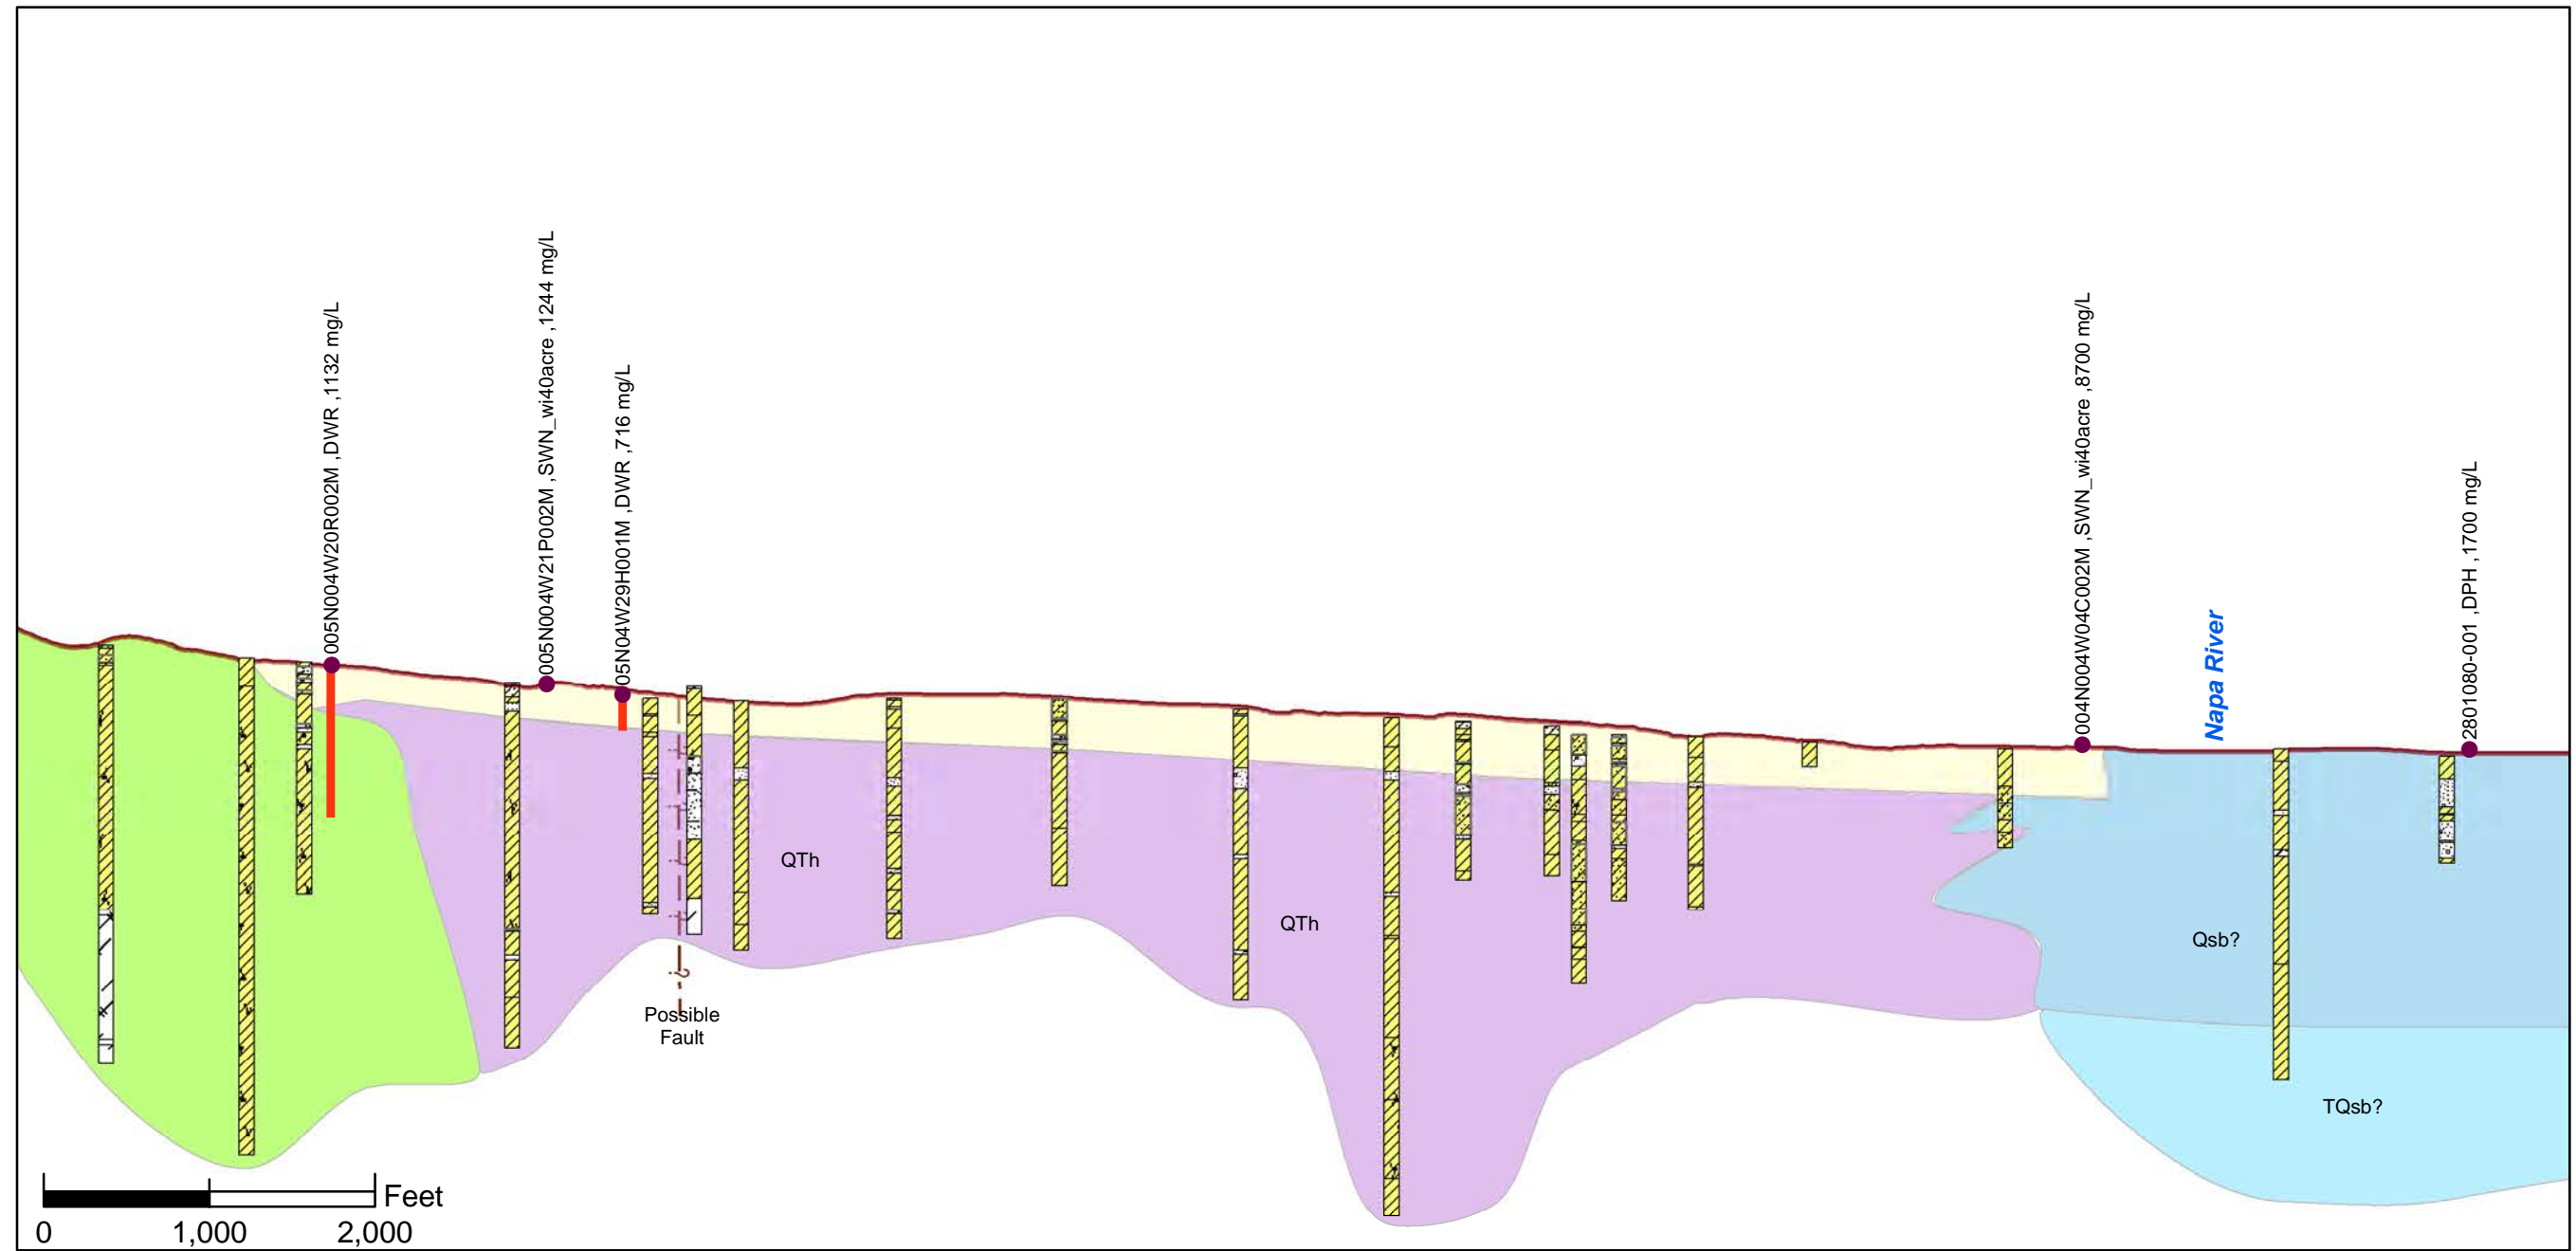 005N004W20R002M ,DWR ,1132 mg/L
005N004W21P002M ,SWN_wi40acre ,1244 mg/L
05N04W29H001M ,DWR ,716 mg/L
004N004W04C002M ,SWN_wi40acre ,8700 mg/L
Napa River
2801080-001 ,DPH ,1700 mg/L
QTh
QTh
Qsb?
?
Possible
Fault
TQsb?
Feet
0 1,000 2,000